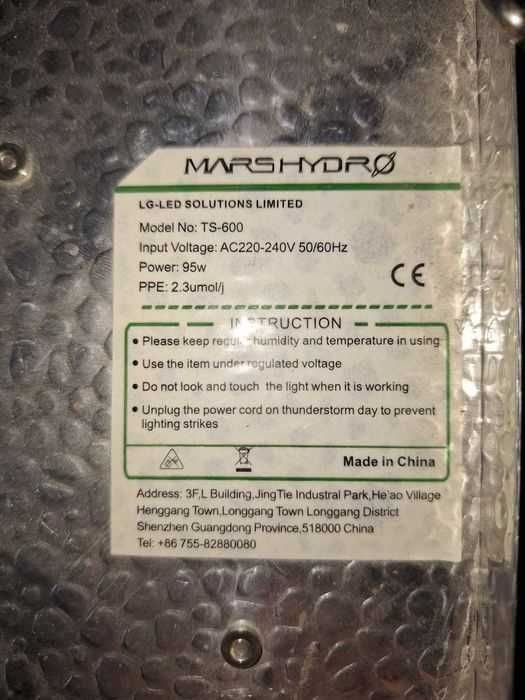 MARSHYDRO
LG-LED SOLUTIONS LIMITED
Model No: TS-600
Input Voltage: AC220-240V 50/60Hz
Power: 95w
CE
PPE: 2.3umol/j
INSTRUCTION
• Please keep humidity and temperature in using
• Use the item under regulated voltage
• Do not look and touch the light when it is working
• Unplug the power cord on thunderstorm day to prevent
lighting strikes
Made in China
Address: 3F,L Building,JingTie Industral Park,He'ao Village
Henggang Town,Longgang Town Longgang District
Shenzhen Guangdong Province,518000 China
Tel: +86 755-82880080